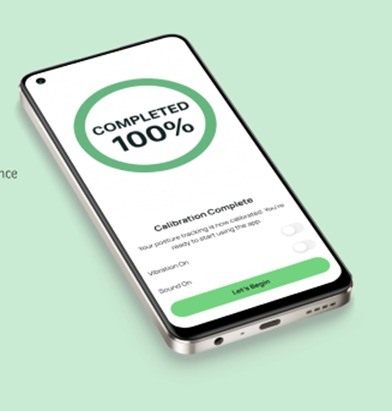 nce
COMPLETED
100%
Calibration Complete
Your posture tracking is now calibrated. You're
ready to start using the app.
Vibration On
Sound On
Let's Begin